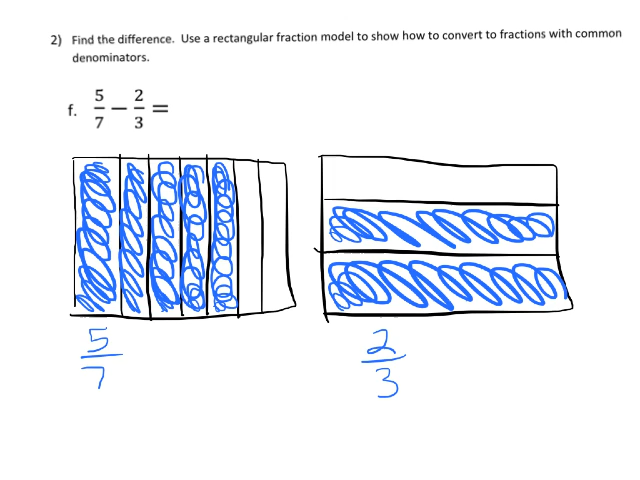 2) Find the difference. Use a rectangular fraction model to show how to convert to fractions with common
denominators.
f. 5/7 − 2/3 =
5/7 2/3